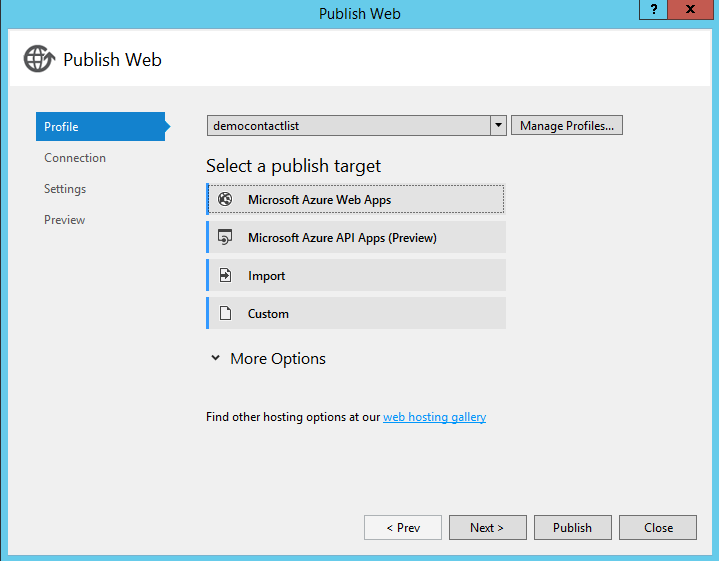 Publish Web
?
x
Publish Web
Profile
Connection
Settings
Preview
democontactlist
Manage Profiles...
Select a publish target
Microsoft Azure Web Apps
Microsoft Azure API Apps (Preview)
Import
Custom
More Options
Find other hosting options at our web hosting gallery
< Prev
Next >
Publish
Close